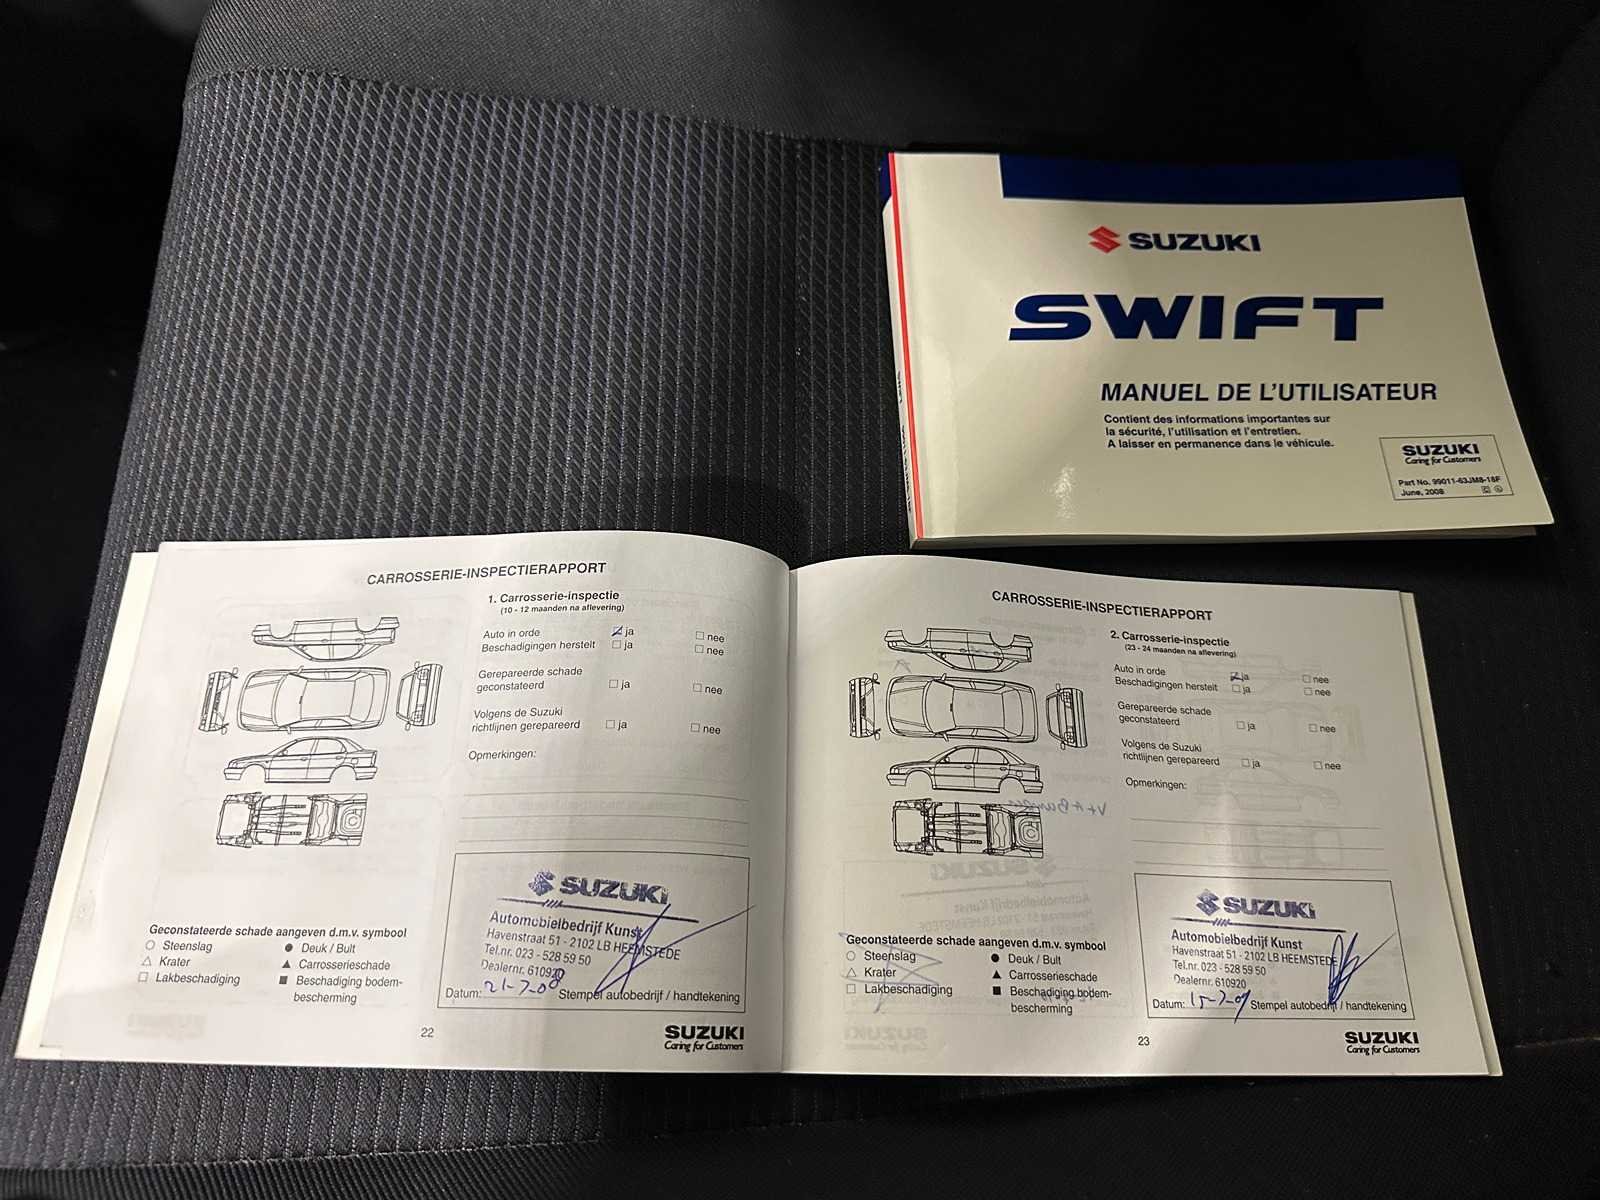 SUZUKI
SWIFT
MANUEL DE L'UTILISATEUR
Contient des informations importantes sur
la sécurité, l'utilisation et l'entretien.
A laisser en permanence dans le véhicule.
SUZUKI
Caring for Customers
Part No. 99011-63JM8-18F
June, 2008
CARROSSERIE-INSPECTIERAPPORT
1. Carrosserie-inspectie
(10 - 12 maanden na aflevering)
Auto in orde ja nee
Beschadigingen herstelt ja nee
Gerepareerde schade
geconstateerd ja nee
Volgens de Suzuki
richtlijnen gerepareerd ja nee
Opmerkingen:
Geconstateerde schade aangeven d.m.v. symbool
○ Steenslag ● Deuk / Bult
△ Krater ▲ Carrosserieschade
□ Lakbeschadiging ■ Beschadiging bodem-
bescherming
SUZUKI
Automobielbedrijf Kunst
Havenstraat 51 - 2102 LB HEEMSTEDE
Tel.nr. 023 - 528 59 50
Dealernr. 610920
Datum: 21-7-08 Stempel autobedrijf / handtekening
22
SUZUKI
Caring for Customers
CARROSSERIE-INSPECTIERAPPORT
2. Carrosserie-inspectie
(23 - 24 maanden na aflevering)
Auto in orde ja nee
Beschadigingen herstelt ja nee
Gerepareerde schade
geconstateerd ja nee
Volgens de Suzuki
richtlijnen gerepareerd ja nee
Opmerkingen:
Geconstateerde schade aangeven d.m.v. symbool
○ Steenslag ● Deuk / Bult
△ Krater ▲ Carrosserieschade
□ Lakbeschadiging ■ Beschadiging bodem-
bescherming
SUZUKI
Automobielbedrijf Kunst
Havenstraat 51 - 2102 LB HEEMSTEDE
Tel.nr. 023 - 528 59 50
Dealernr. 610920
Datum: 15-7-09 Stempel autobedrijf / handtekening
23
SUZUKI
Caring for Customers